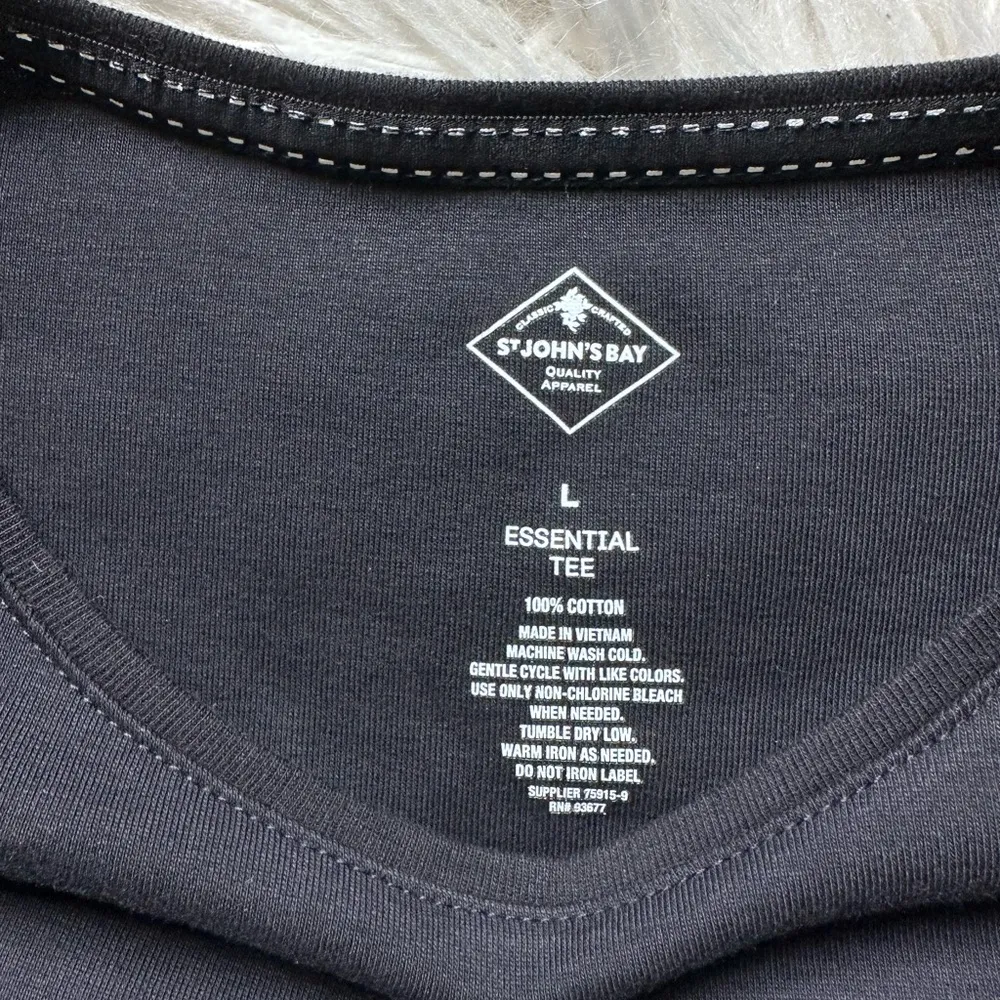 CLASSIC CRAFTED
ST JOHN'S BAY
QUALITY
APPAREL
L
ESSENTIAL
TEE
100% COTTON
MADE IN VIETNAM
MACHINE WASH COLD.
GENTLE CYCLE WITH LIKE COLORS.
USE ONLY NON-CHLORINE BLEACH
WHEN NEEDED.
TUMBLE DRY LOW.
WARM IRON AS NEEDED.
DO NOT IRON LABEL
SUPPLIER 75915-9
RN# 93677